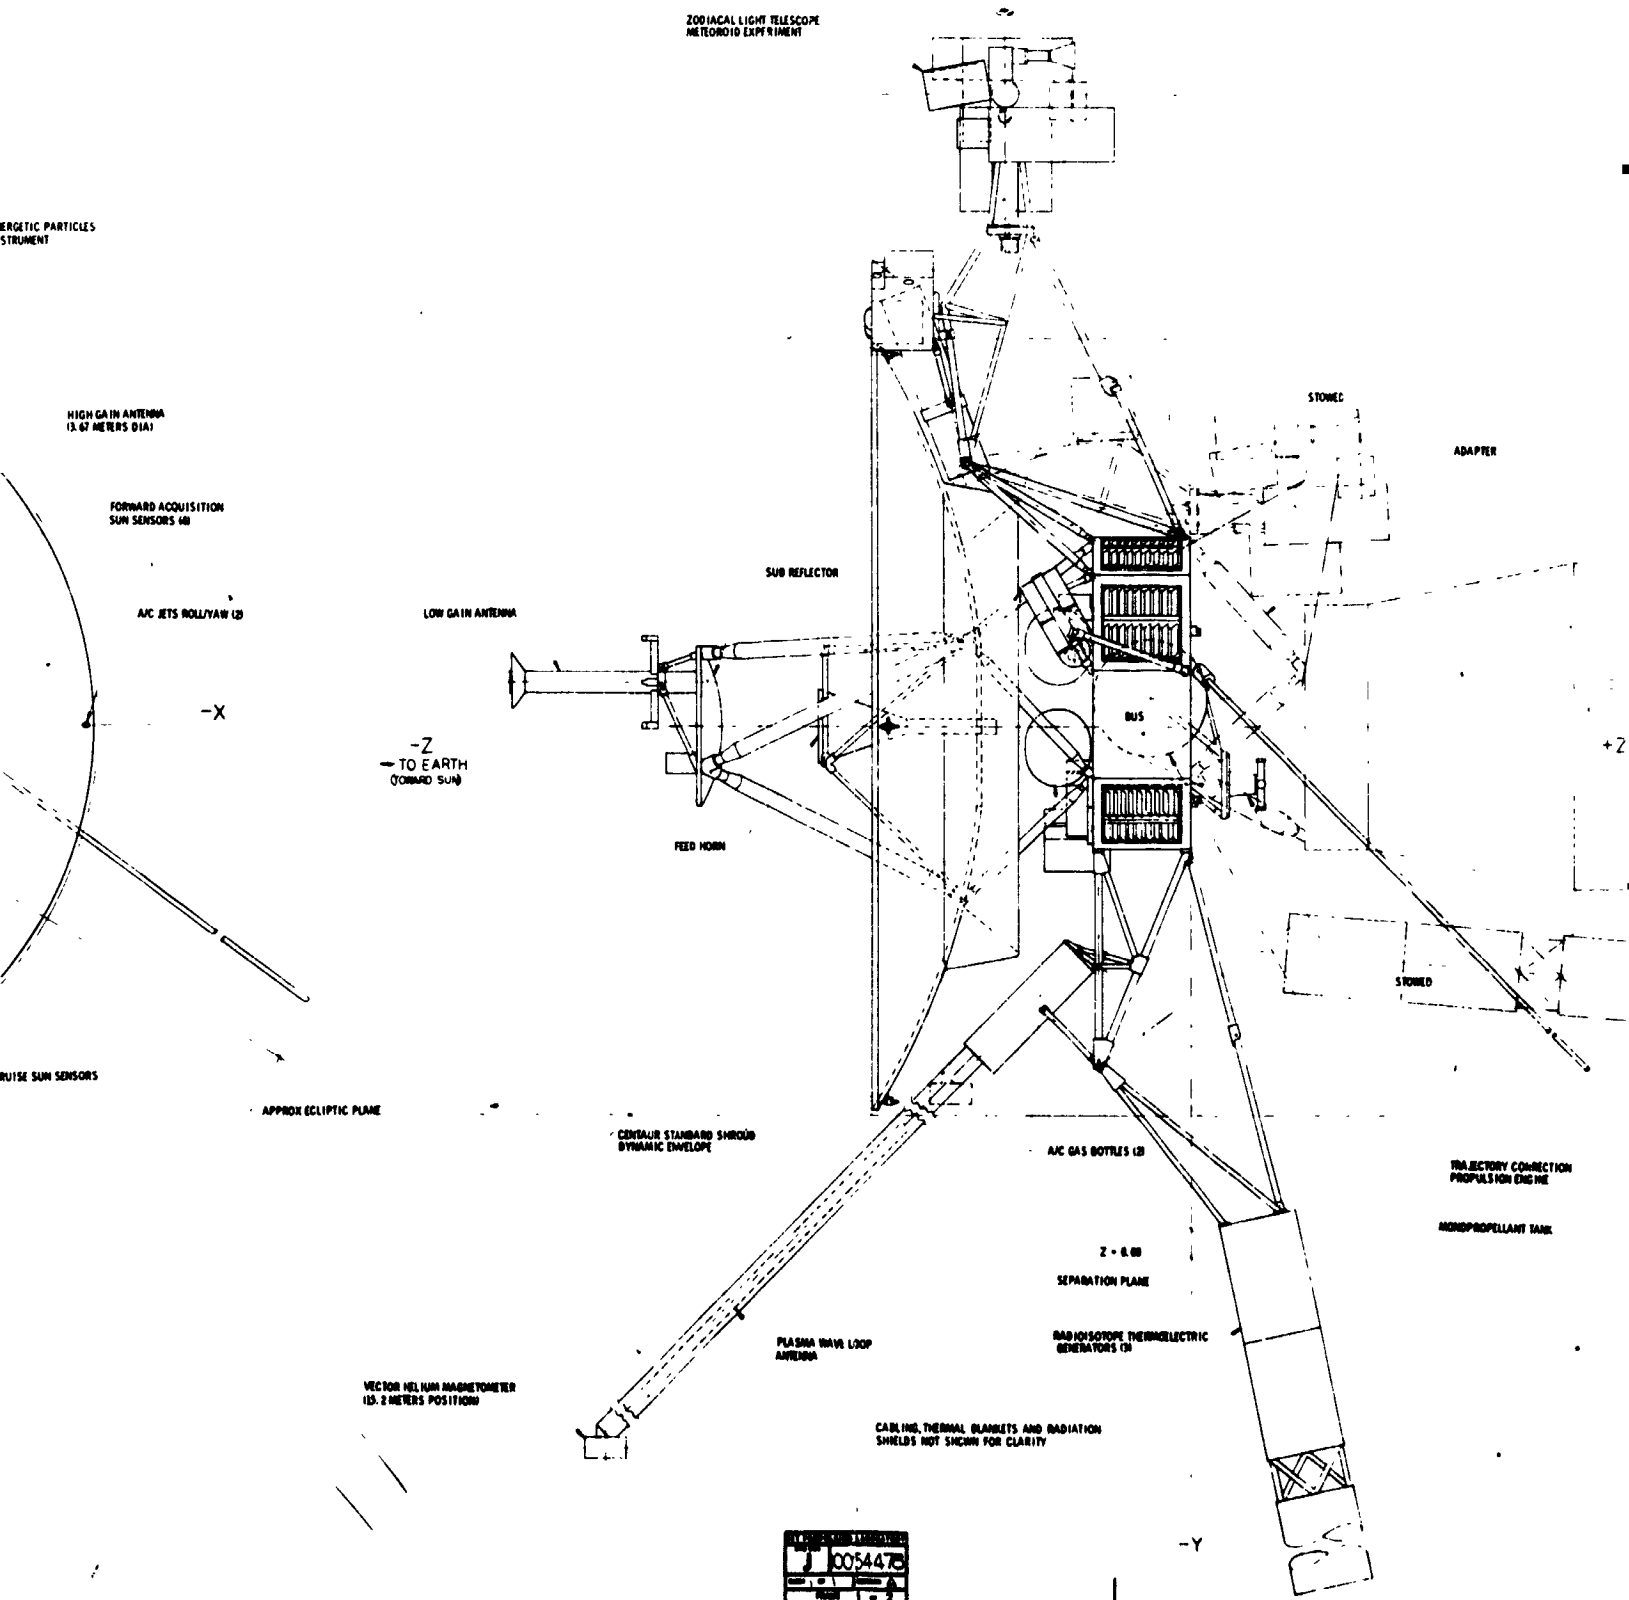 ZODIACAL LIGHT TELESCOPE
METEOROID EXPERIMENT
ERGETIC PARTICLES
STRUMENT
STOWED
HIGH GAIN ANTENNA
(3.67 METERS DIA)
ADAPTER
FORWARD ACQUISITION
SUN SENSORS (4)
SUB REFLECTOR
A/C JETS ROLL/YAW (2)
LOW GAIN ANTENNA
-X
BUS
-Z
TO EARTH
(TOWARD SUN)
+Z
FEED HORN
STOWED
RUISE SUN SENSORS
APPROX ECLIPTIC PLANE
CENTAUR STANDARD SHROUD
DYNAMIC ENVELOPE
A/C GAS BOTTLES (2)
TRAJECTORY CORRECTION
PROPULSION ENGINE
MONOPROPELLANT TANK
Z = 0.00
SEPARATION PLANE
PLASMA WAVE LOOP
ANTENNA
RADIOISOTOPE THERMOELECTRIC
GENERATORS (3)
VECTOR HELIUM MAGNETOMETER
(15.2 METERS POSITION)
CABLING, THERMAL BLANKETS AND RADIATION
SHIELDS NOT SHOWN FOR CLARITY
-Y
J 10054478